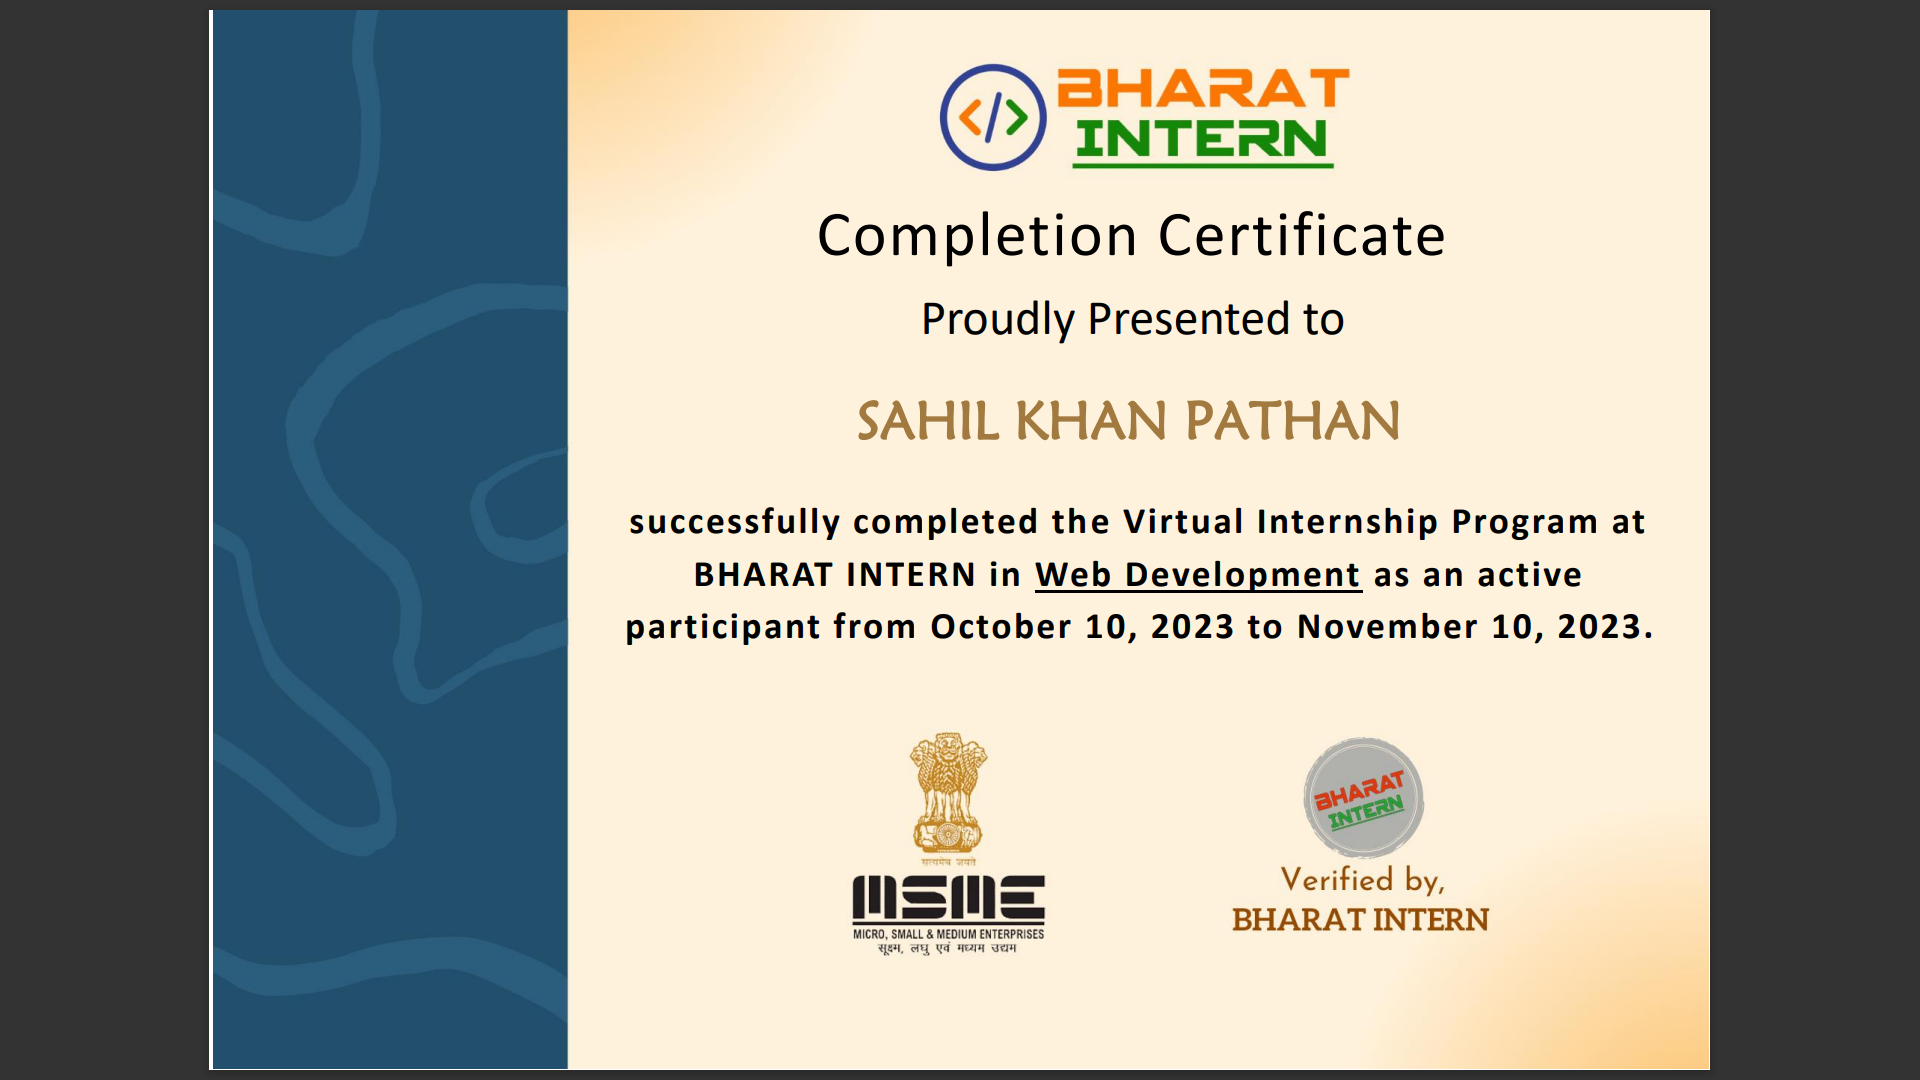 </>
BHARAT
INTERN
Completion Certificate
Proudly Presented to
SAHIL KHAN PATHAN
successfully completed the Virtual Internship Program at
BHARAT INTERN in Web Development as an active
participant from October 10, 2023 to November 10, 2023.
सत्यमेव जयते
MSME
MICRO, SMALL & MEDIUM ENTERPRISES
सूक्ष्म, लघु एवं मध्यम उद्यम
BHARAT
INTERN
Verified by,
BHARAT INTERN